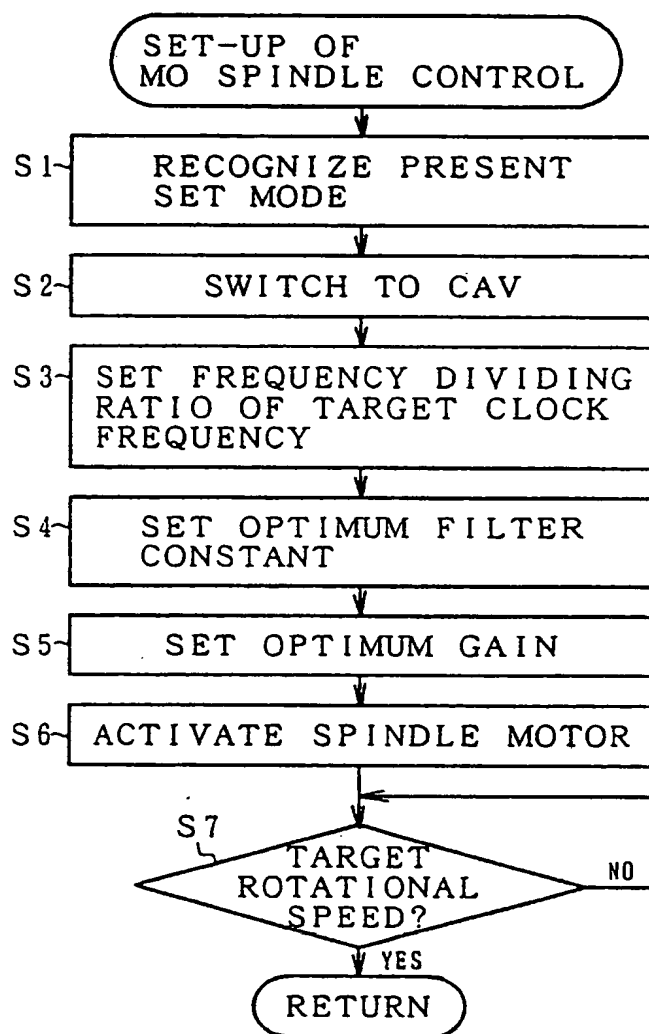 SET-UP OF
MO SPINDLE CONTROL
S1
RECOGNIZE PRESENT
SET MODE
S2
SWITCH TO CAV
S3
SET FREQUENCY DIVIDING
RATIO OF TARGET CLOCK
FREQUENCY
S4
SET OPTIMUM FILTER
CONSTANT
S5
SET OPTIMUM GAIN
S6
ACTIVATE SPINDLE MOTOR
S7
TARGET
ROTATIONAL
SPEED?
NO
YES
RETURN